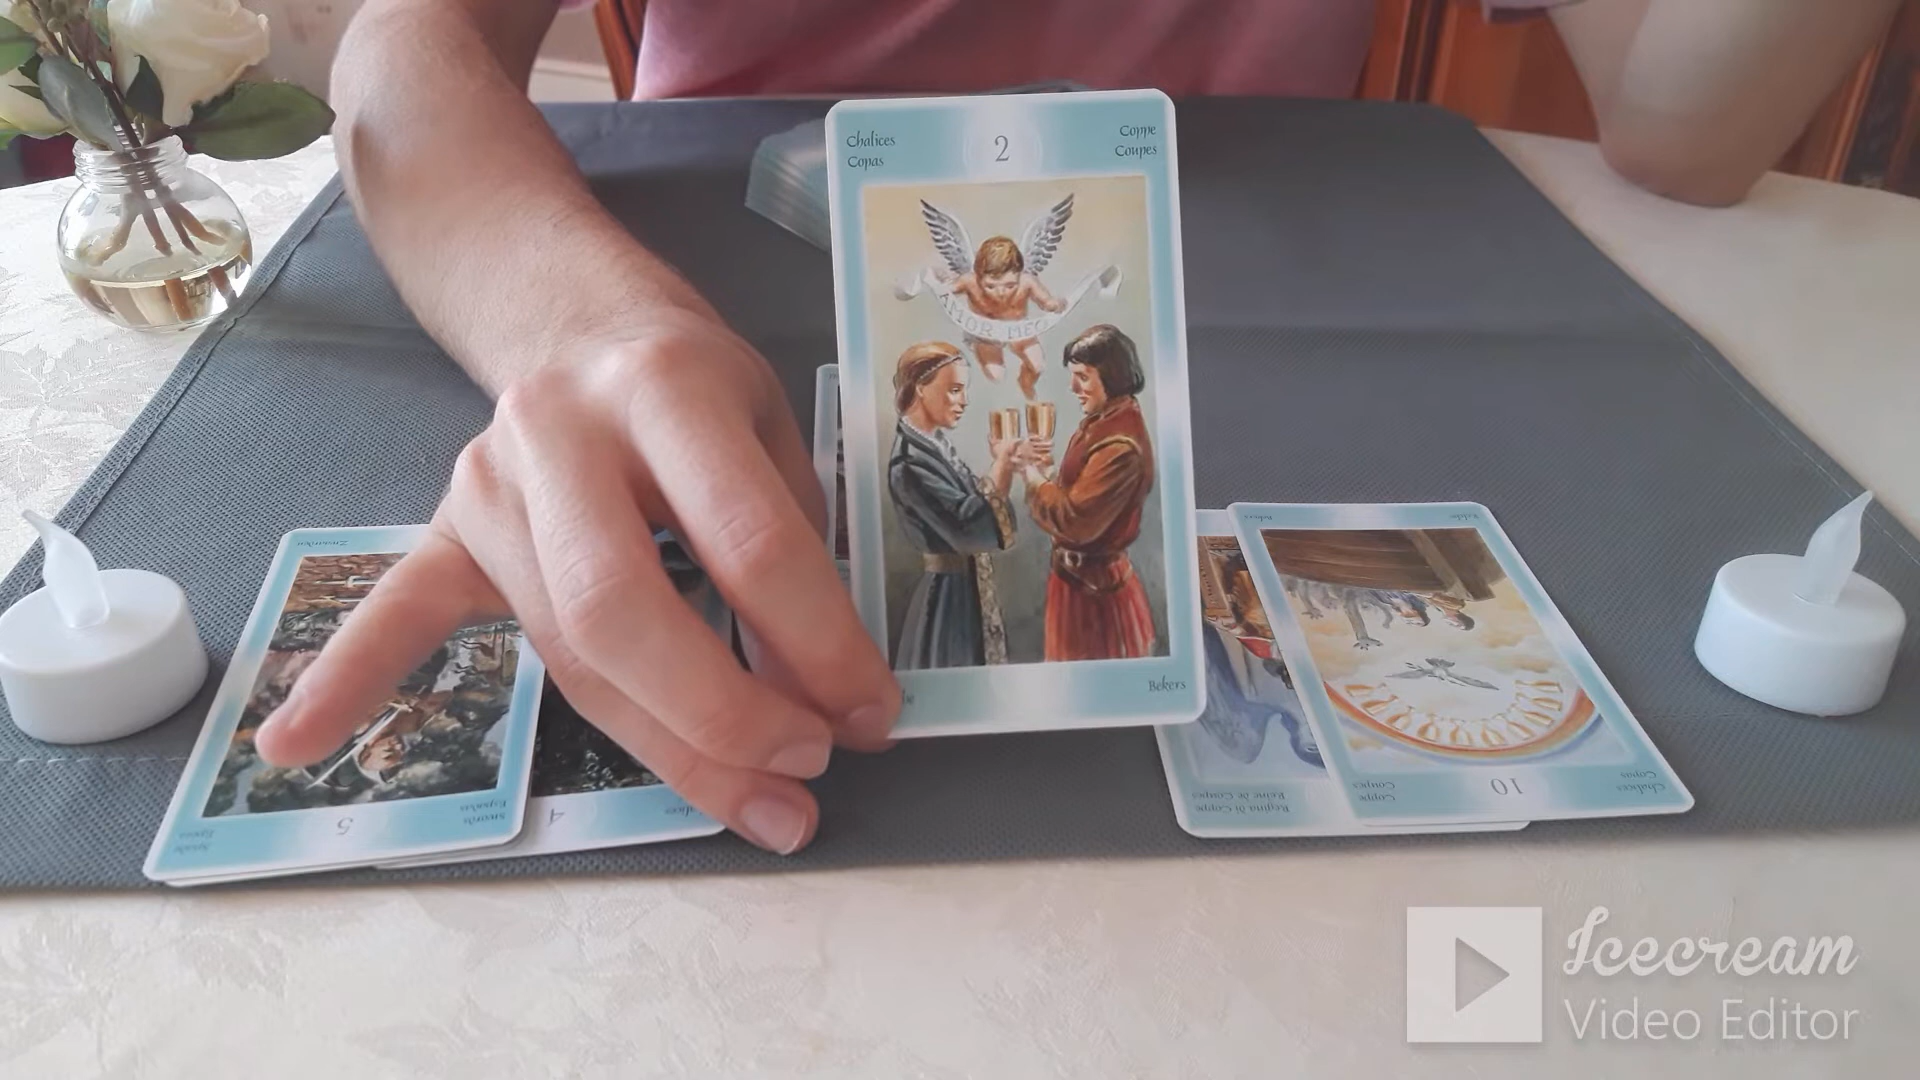 Chalices
Copas
2
Coppe
Coupes
AMOR MEO
Bekers
5
Swords
Espadas
4
Regina di Coppe
Reine de Coupes
10
Chalices
Copas
Coppe
Coupes
Icecream
Video Editor